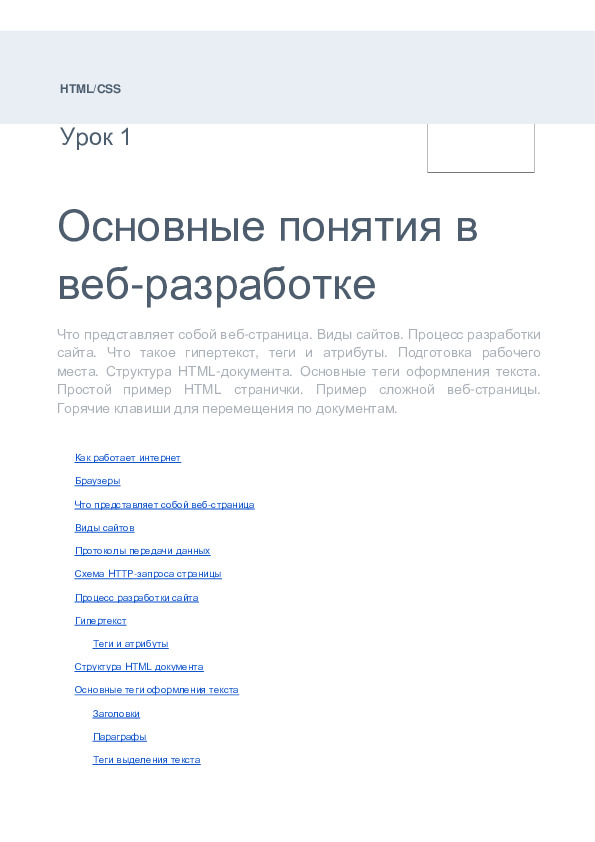 HTML/CSS
Урок 1
Основные понятия в
веб-разработке
Что представляет собой веб-страница. Виды сайтов. Процесс разработки
сайта. Что такое гипертекст, теги и атрибуты. Подготовка рабочего
места. Структура HTML-документа. Основные теги оформления текста.
Простой пример HTML странички. Пример сложной веб-страницы.
Горячие клавиши для перемещения по документам.
Как работает интернет
Браузеры
Что представляет собой веб-страница
Виды сайтов
Протоколы передачи данных
Схема HTTP-запроса страницы
Процесс разработки сайта
Гипертекст
Теги и атрибуты
Структура HTML документа
Основные теги оформления текста
Заголовки
Параграфы
Теги выделения текста